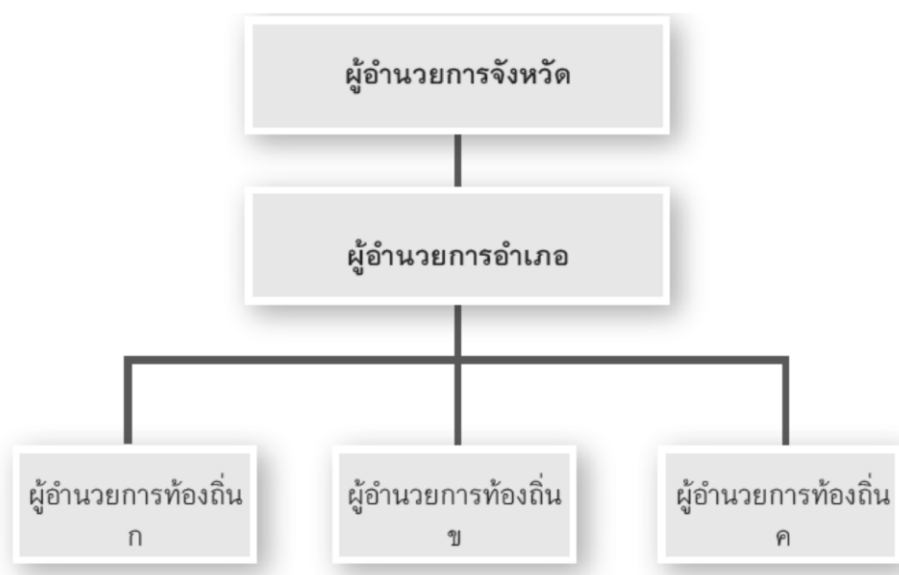 ผู้อำนวยการจังหวัด
ผู้อำนวยการอำเภอ
ผู้อำนวยการท้องถิ่น
ก
ผู้อำนวยการท้องถิ่น
ข
ผู้อำนวยการท้องถิ่น
ค